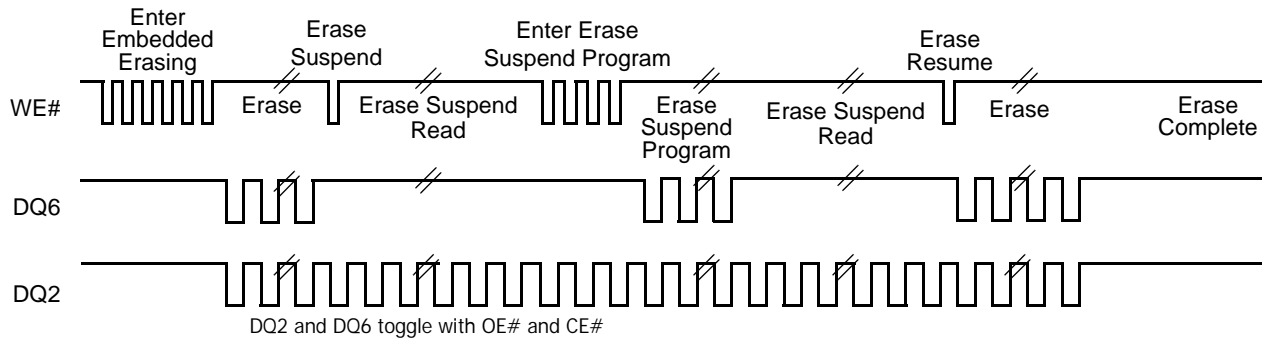 Enter
Embedded
Erasing
Erase
Suspend
Enter Erase
Suspend Program
Erase
Resume
WE#
Erase
Erase Suspend
Read
Erase
Suspend
Program
Erase Suspend
Read
Erase
Erase
Complete
DQ6
DQ2
DQ2 and DQ6 toggle with OE# and CE#